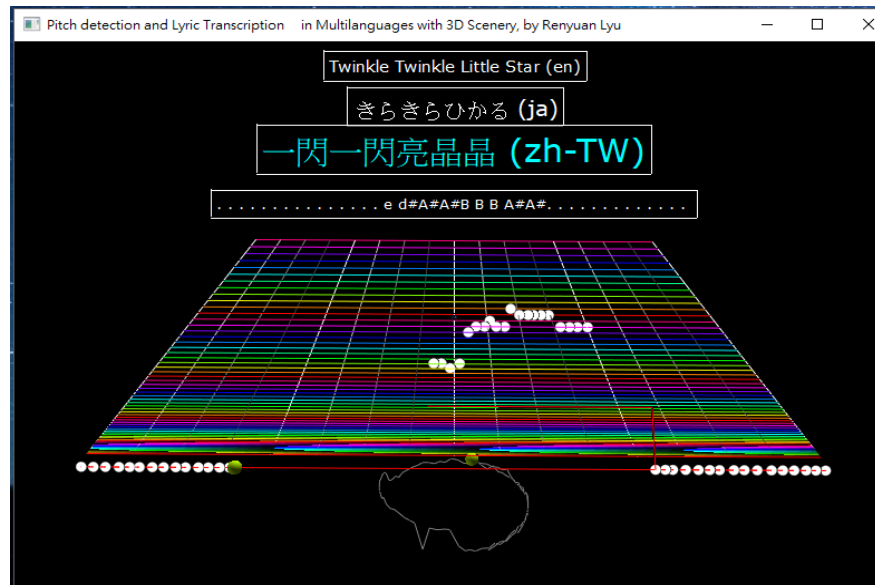 Pitch detection and Lyric Transcription    in Multilanguages with 3D Scenery, by Renyuan Lyu
Twinkle Twinkle Little Star (en)
きらきらひかる (ja)
一閃一閃亮晶晶 (zh-TW)
. . . . . . . . . . . . . . . e d#A#A#B B B A#A#. . . . . . . . . . . . .